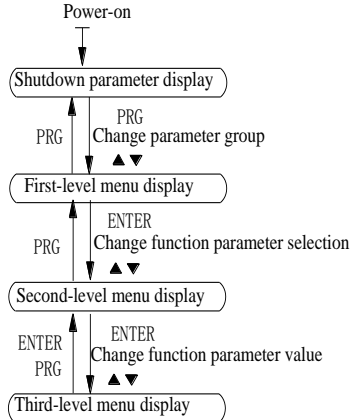 Power-on
Shutdown parameter display
PRG
PRG
Change parameter group
▲ ▼
First-level menu display
ENTER
PRG
Change function parameter selection
▲ ▼
Second-level menu display
ENTER
ENTER
Change function parameter value
PRG
▲ ▼
Third-level menu display